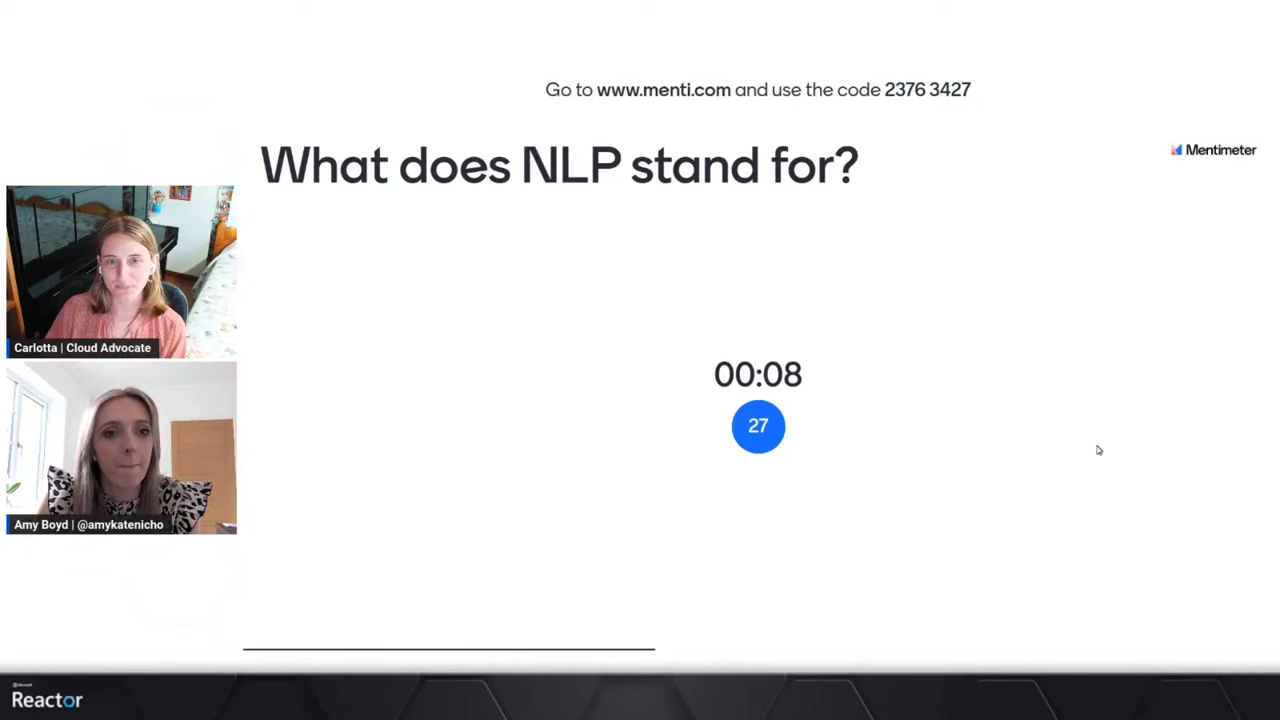 Go to www.menti.com and use the code 2376 3427
Mentimeter
What does NLP stand for?
Carlotta | Cloud Advocate
00:08
27
Amy Boyd | @amykatenicho
Microsoft
Reactor